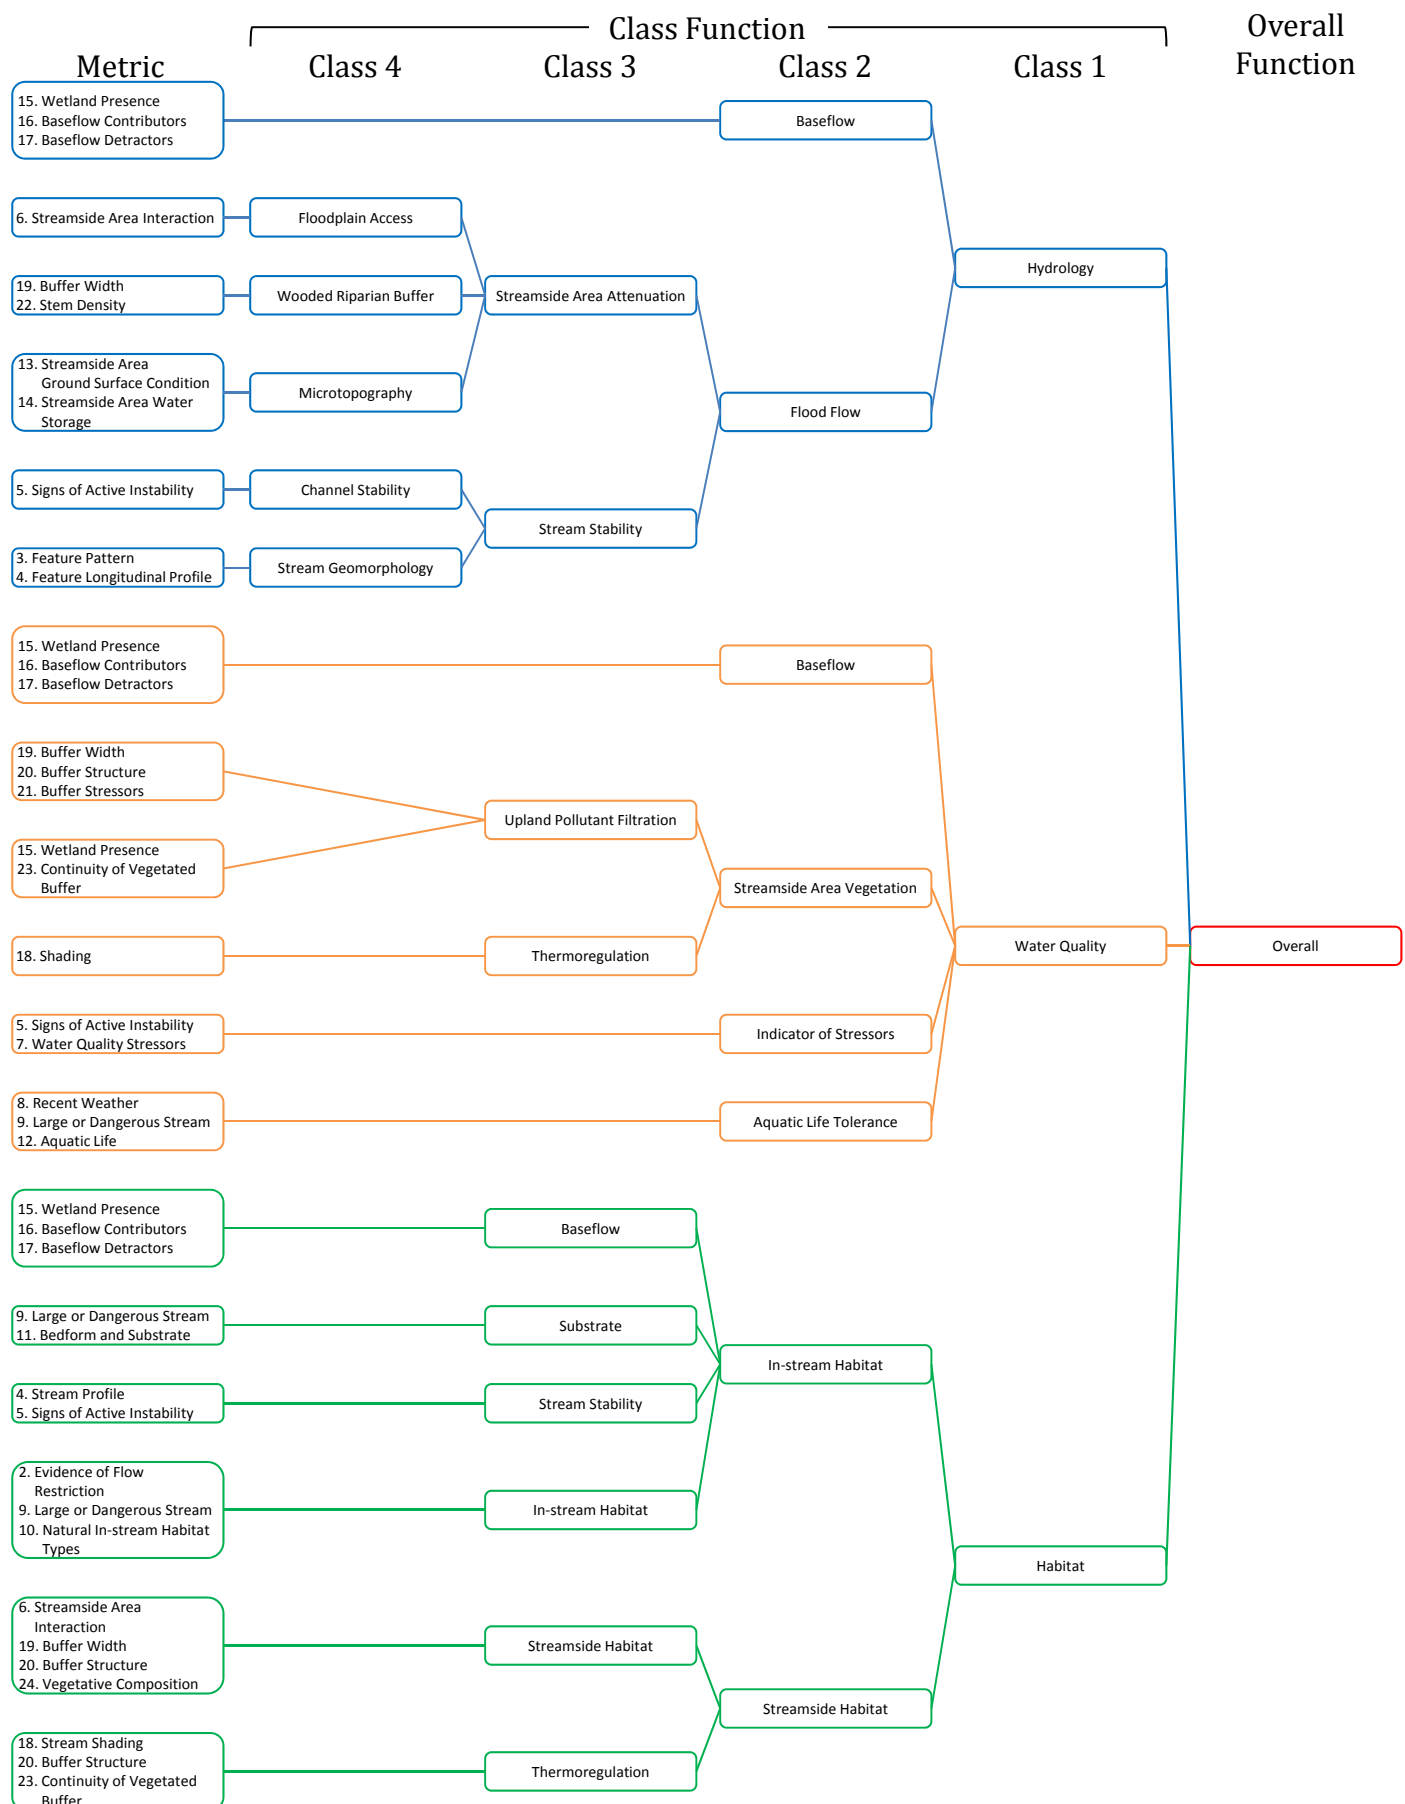 Class Function
Overall
Function
Metric
Class 4
Class 3
Class 2
Class 1
15. Wetland Presence
16. Baseflow Contributors
17. Baseflow Detractors
Baseflow
6. Streamside Area Interaction
Floodplain Access
Hydrology
19. Buffer Width
22. Stem Density
Wooded Riparian Buffer
Streamside Area Attenuation
13. Streamside Area
Ground Surface Condition
14. Streamside Area Water
Storage
Microtopography
Flood Flow
5. Signs of Active Instability
Channel Stability
Stream Stability
3. Feature Pattern
4. Feature Longitudinal Profile
Stream Geomorphology
15. Wetland Presence
16. Baseflow Contributors
17. Baseflow Detractors
Baseflow
19. Buffer Width
20. Buffer Structure
21. Buffer Stressors
Upland Pollutant Filtration
15. Wetland Presence
23. Continuity of Vegetated
Buffer
Streamside Area Vegetation
18. Shading
Thermoregulation
Water Quality
Overall
5. Signs of Active Instability
7. Water Quality Stressors
Indicator of Stressors
8. Recent Weather
9. Large or Dangerous Stream
12. Aquatic Life
Aquatic Life Tolerance
15. Wetland Presence
16. Baseflow Contributors
17. Baseflow Detractors
Baseflow
9. Large or Dangerous Stream
11. Bedform and Substrate
Substrate
In-stream Habitat
4. Stream Profile
5. Signs of Active Instability
Stream Stability
2. Evidence of Flow
Restriction
9. Large or Dangerous Stream
10. Natural In-stream Habitat
Types
In-stream Habitat
Habitat
6. Streamside Area
Interaction
19. Buffer Width
20. Buffer Structure
24. Vegetative Composition
Streamside Habitat
Streamside Habitat
18. Stream Shading
20. Buffer Structure
23. Continuity of Vegetated
Buffer
Thermoregulation